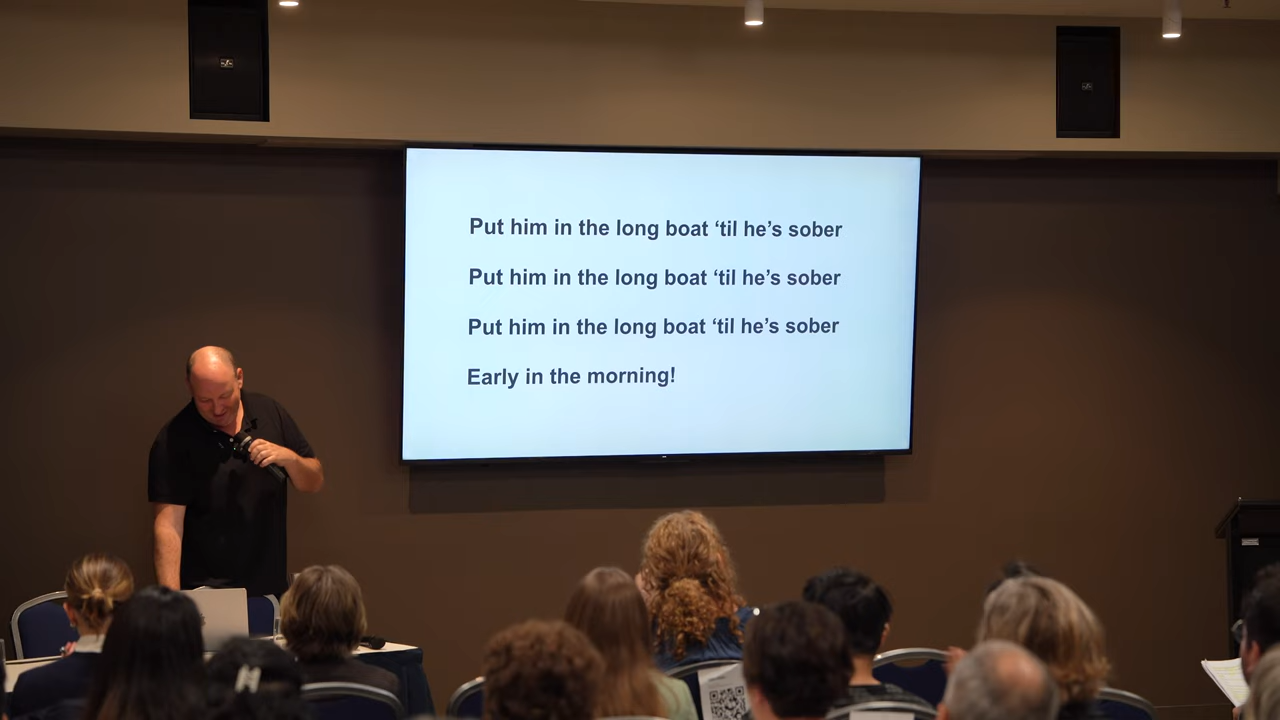 Put him in the long boat ‘til he’s sober
Put him in the long boat ‘til he’s sober
Put him in the long boat ‘til he’s sober
Early in the morning!